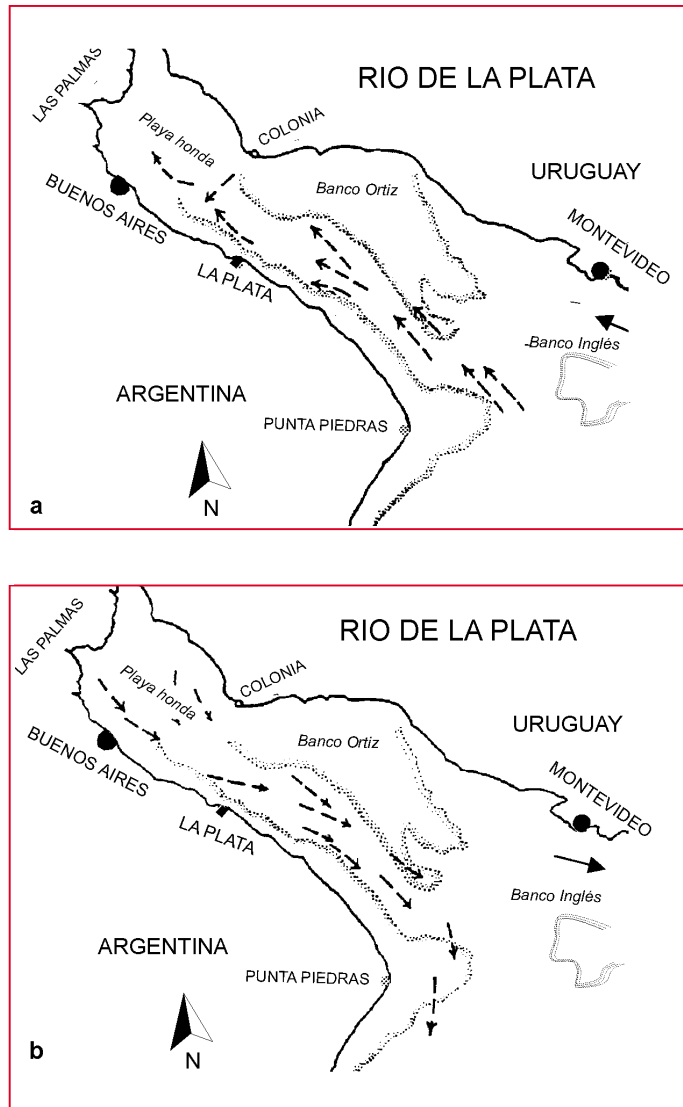 RIO DE LA PLATA
LAS PALMAS
Playa honda
COLONIA
URUGUAY
Banco Ortiz
BUENOS AIRES
MONTEVIDEO
LA PLATA
Banco Inglés
ARGENTINA
PUNTA PIEDRAS
N
a
RIO DE LA PLATA
LAS PALMAS
Playa honda
COLONIA
URUGUAY
Banco Ortiz
BUENOS AIRES
MONTEVIDEO
LA PLATA
Banco Inglés
ARGENTINA
PUNTA PIEDRAS
N
b